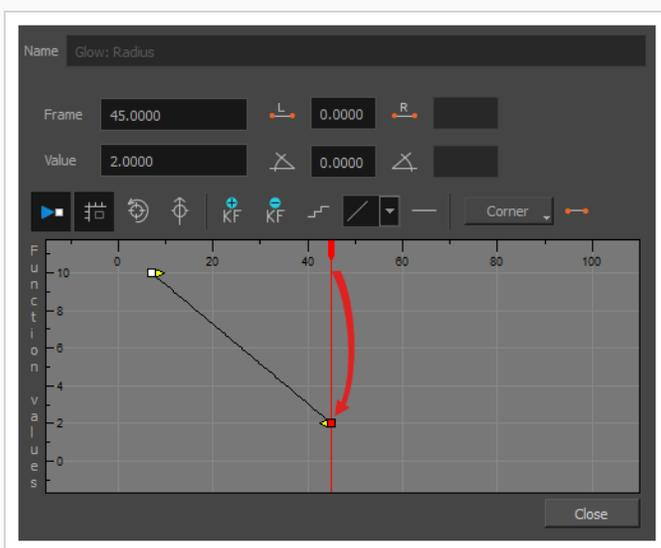 Name Glow: Radius
Frame 45.0000 L 0.0000 R
Value 2.0000 0.0000
KF KF Corner
Function values
0 20 40 60 80 100
10
8
6
4
2
0
Close